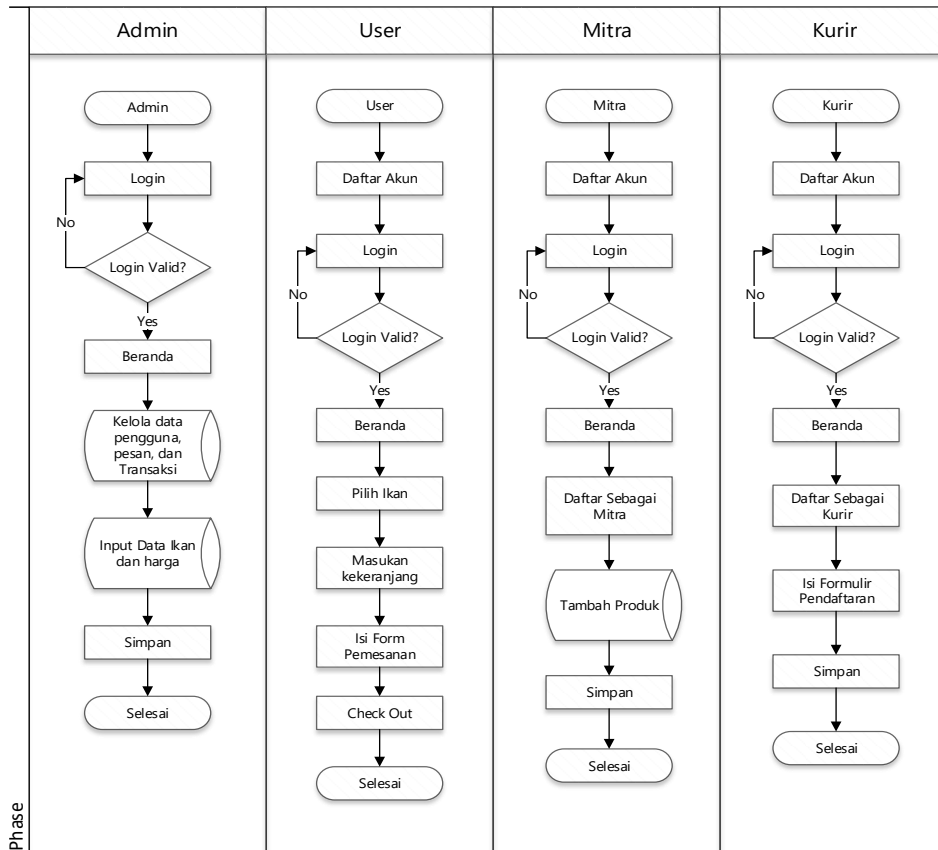 Admin
User
Mitra
Kurir
Phase
Admin
Login
No
Login Valid?
Yes
Beranda
Kelola data
pengguna,
pesan, dan
Transaksi
Input Data Ikan
dan harga
Simpan
Selesai
User
Daftar Akun
Login
No
Login Valid?
Yes
Beranda
Pilih Ikan
Masukan
kekeranjang
Isi Form
Pemesanan
Check Out
Selesai
Mitra
Daftar Akun
Login
No
Login Valid?
Yes
Beranda
Daftar Sebagai
Mitra
Tambah Produk
Simpan
Selesai
Kurir
Daftar Akun
Login
No
Login Valid?
Yes
Beranda
Daftar Sebagai
Kurir
Isi Formulir
Pendaftaran
Simpan
Selesai